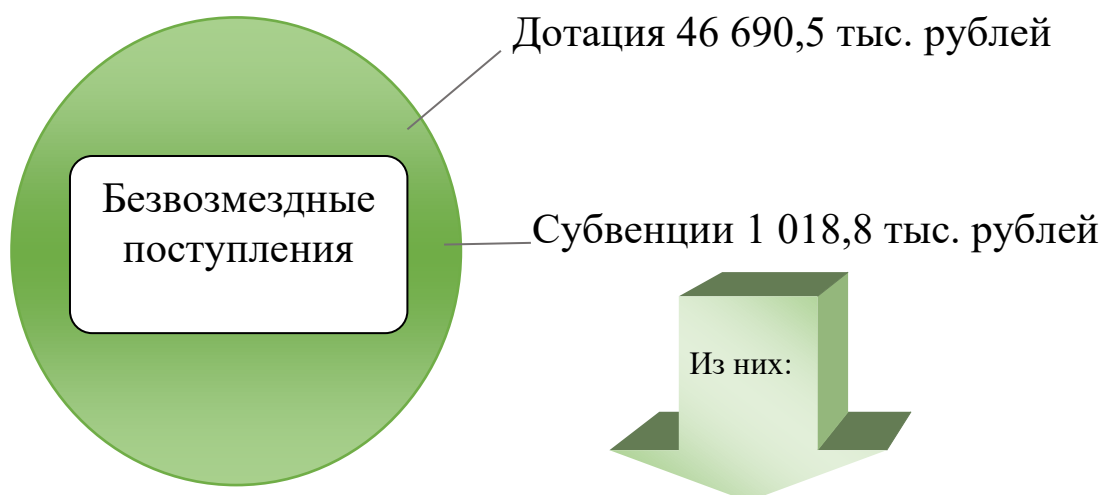 Дотация 46 690,5 тыс. рублей
Безвозмездные
поступления
Субвенции 1 018,8 тыс. рублей
Из них: